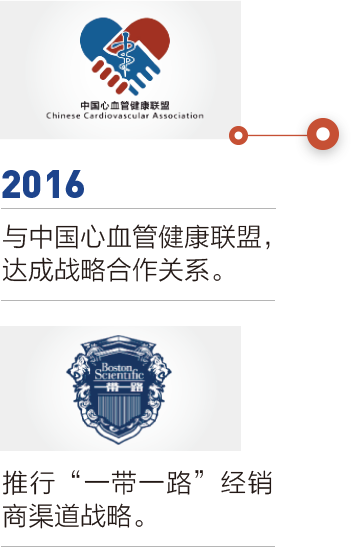 中国心血管健康联盟
Chinese Cardiovascular Association
2016
与中国心血管健康联盟，
达成战略合作关系。
Boston
Scientific
一带一路
推行“一带一路”经销
商渠道战略。